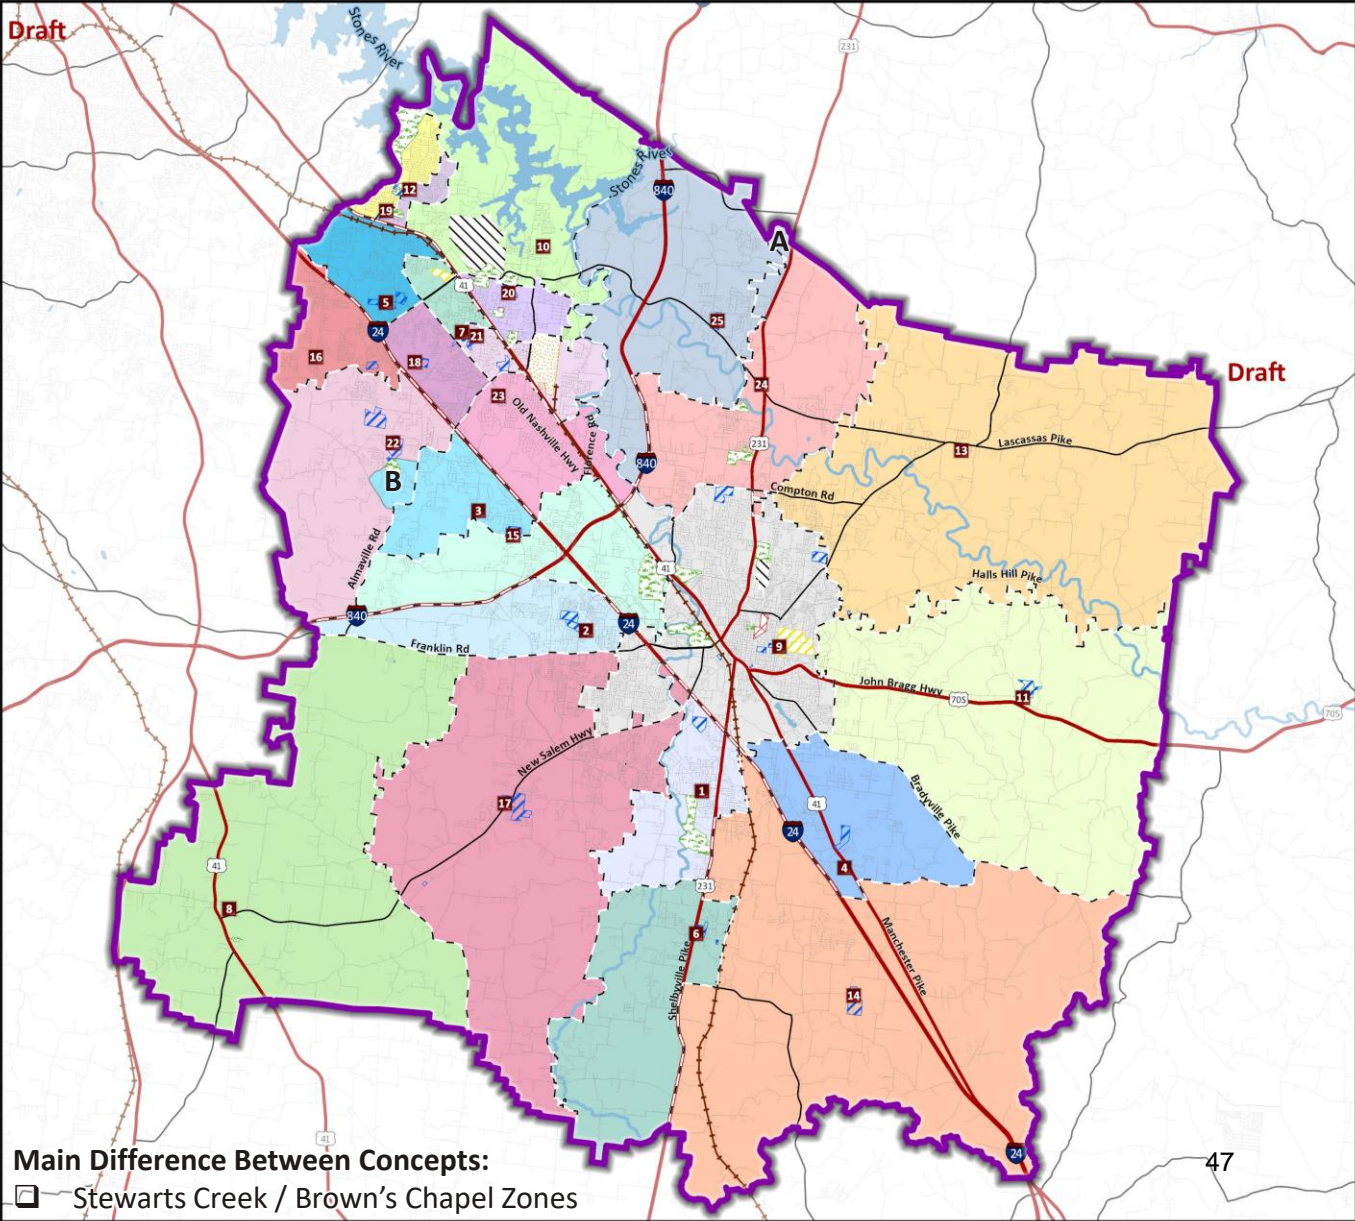 Draft
Stones River
231
Stones River
840
12
19
A
10
41
20
5
24
7
21
25
16
18
24
Draft
23
Old Nashville Hwy
Florence Rd
231
13
Lascassas Pike
22
B
840
Compton Rd
3
15
Almaville Rd
41
Halls Hill Pike
840
2
24
9
Franklin Rd
John Bragg Hwy
70S
11
70S
New Salem Hwy
17
1
41
24
Bradyville Pike
41
4
231
8
6
Shelbyville Pike
Manchester Pike
14
41
24
Main Difference Between Concepts:
47
❑ Stewarts Creek / Brown's Chapel Zones